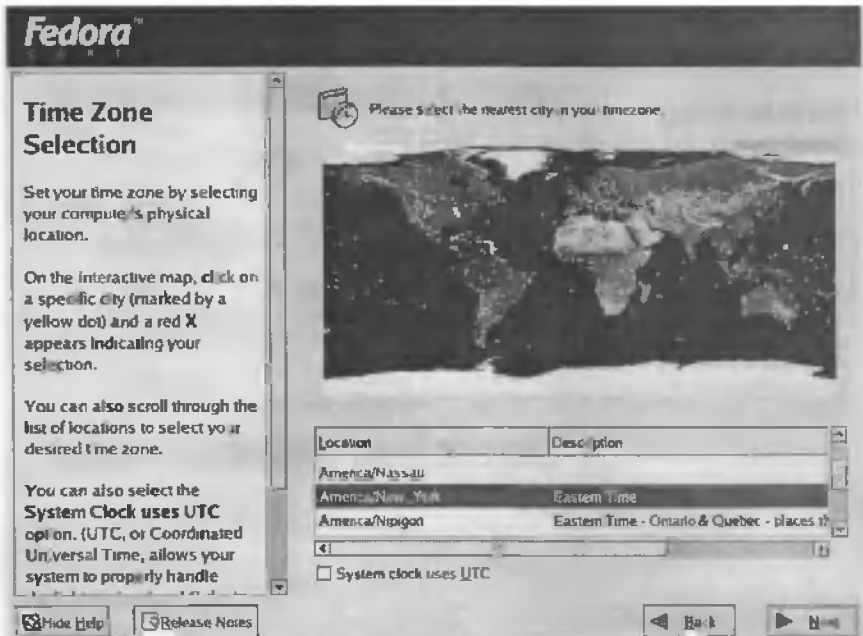 Fedora™
CORE
Time Zone
Selection
Set your time zone by selecting
your computer's physical
location.
On the interactive map, click on
a specific city (marked by a
yellow dot) and a red X
appears indicating your
selection.
You can also scroll through the
list of locations to select your
desired time zone.
You can also select the
System Clock uses UTC
option. (UTC, or Coordinated
Universal Time, allows your
system to properly handle
Please select the nearest city in your timezone.
Location Description
America/Nassau
America/New_York Eastern Time
America/Nipigon Eastern Time - Ontario & Quebec - places th
System clock uses UTC
Hide Help Release Notes Back Next